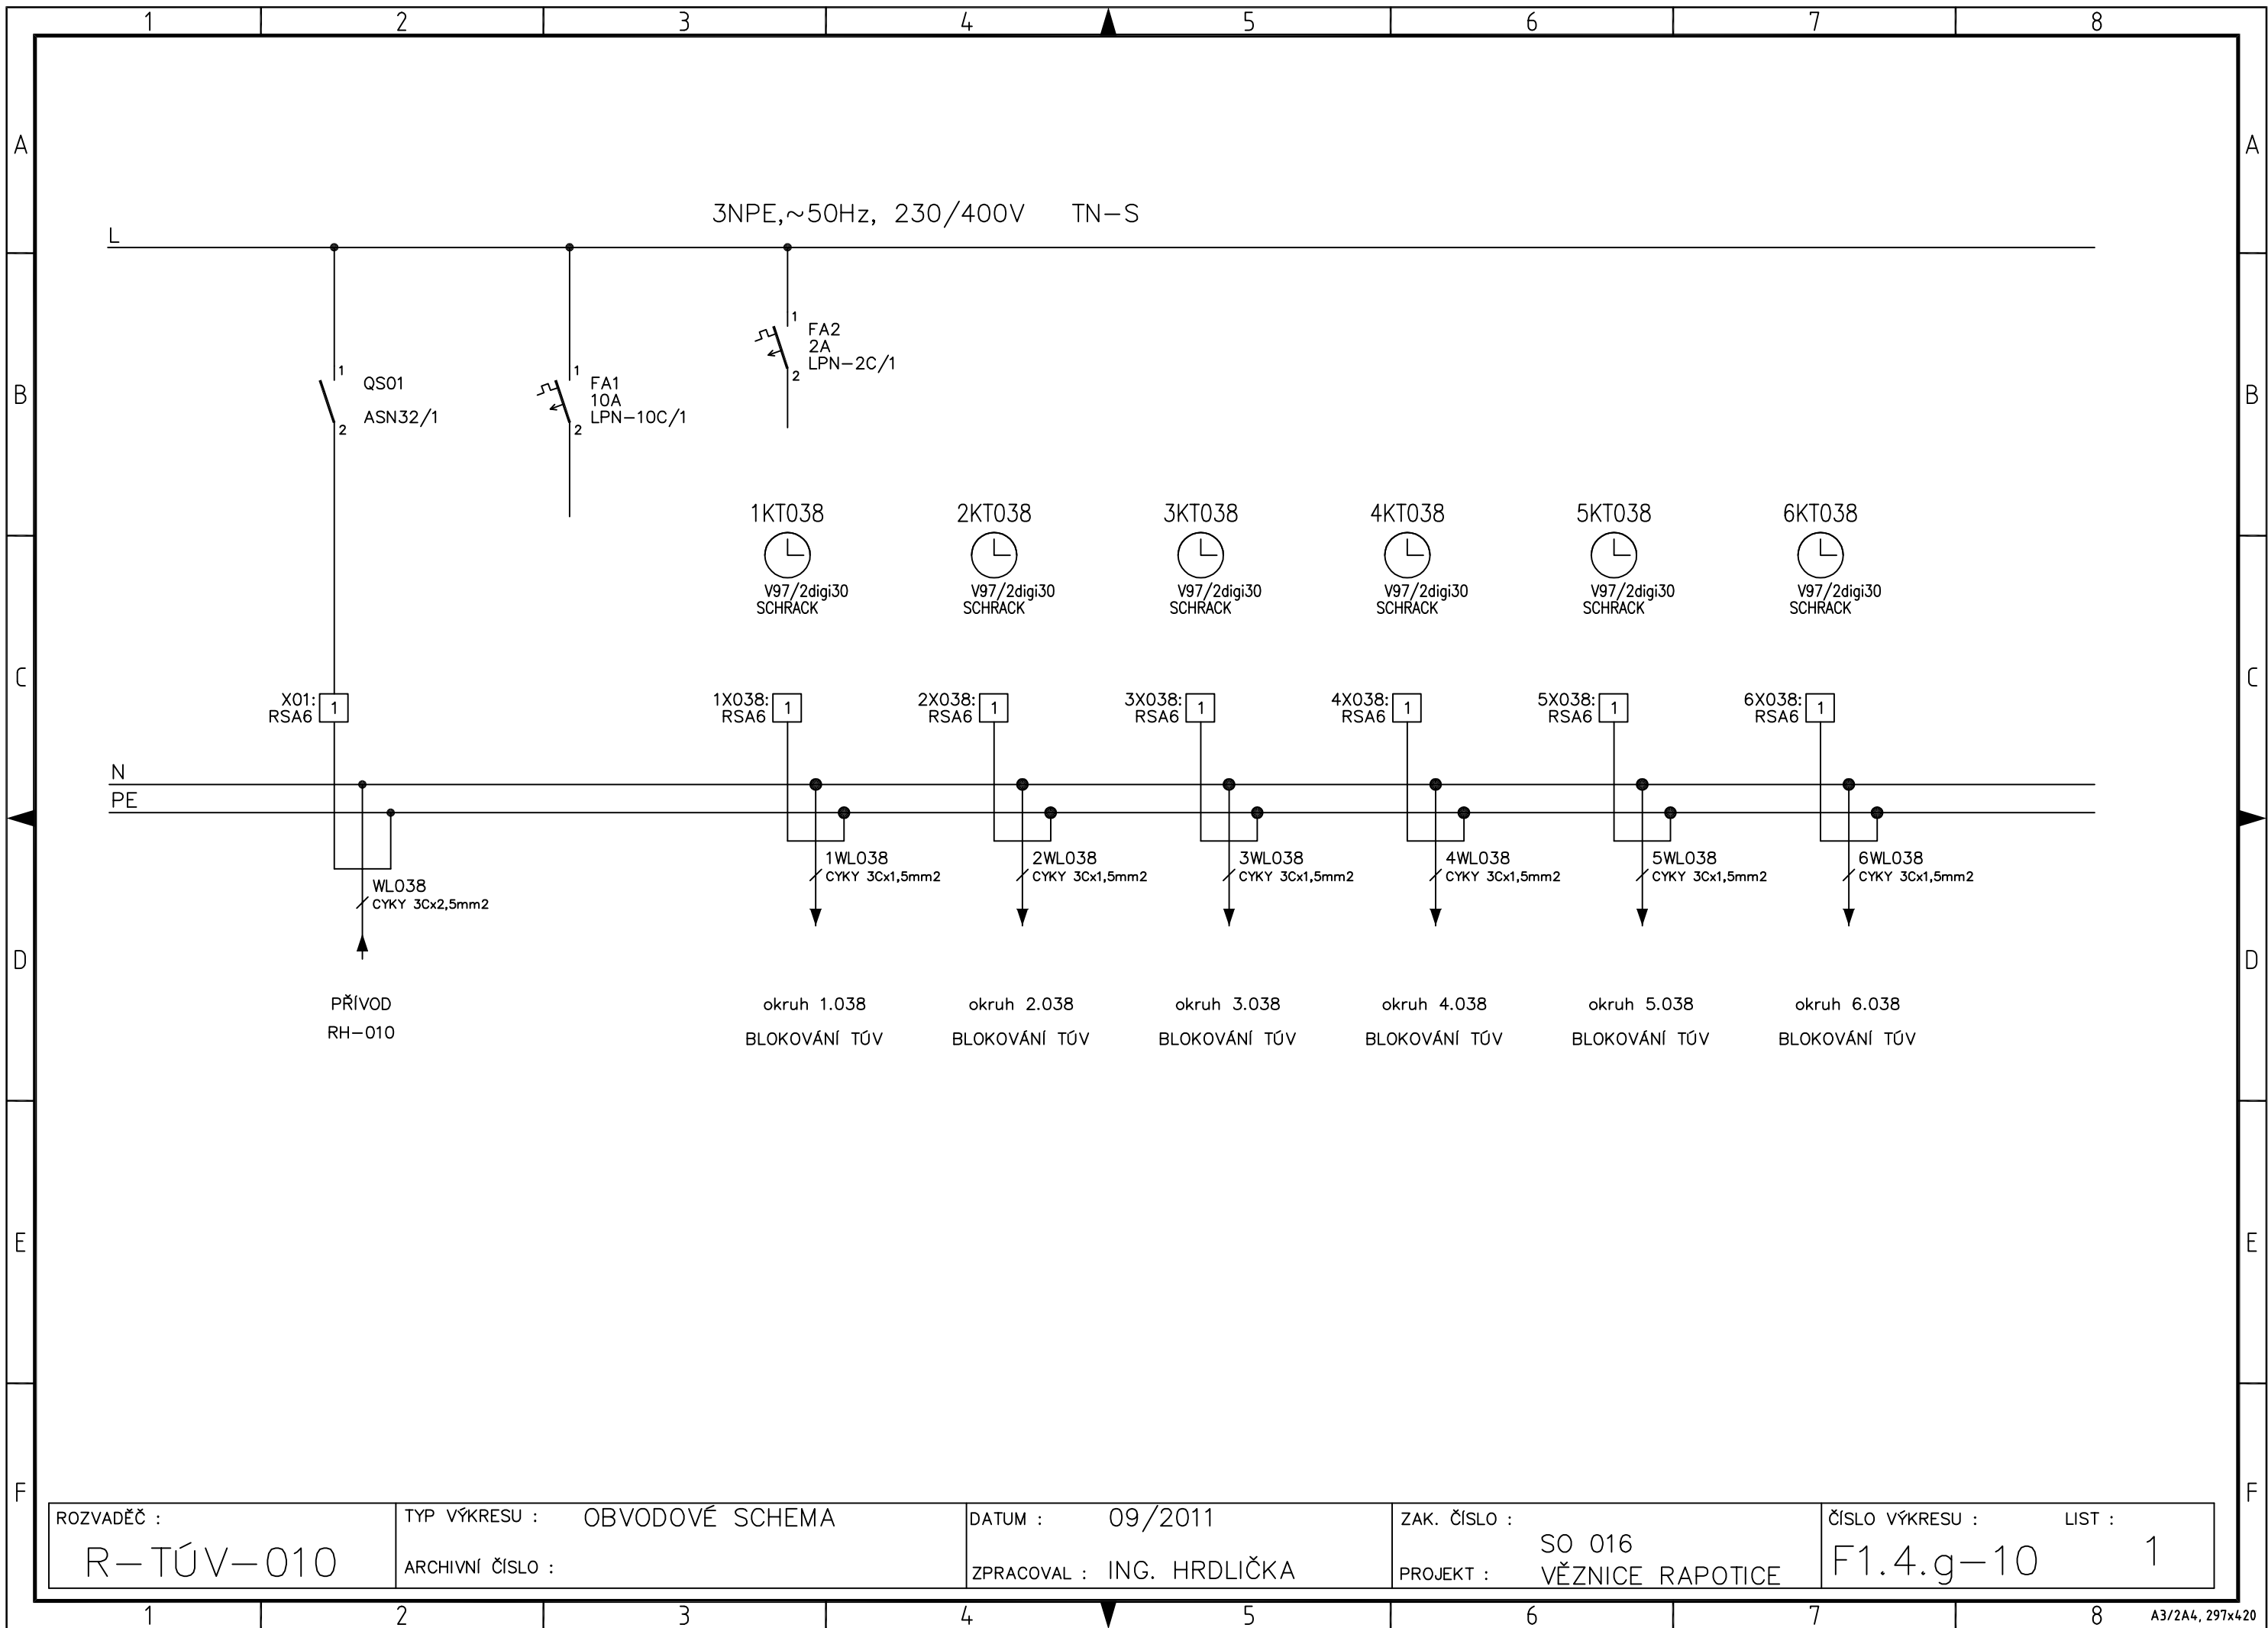 1 2 3 4 5 6 7 8
A A
3NPE,~50Hz, 230/400V TN-S
L
B B
1
QS01
ASN32/1
2
1
FA1
10A
LPN-10C/1
2
1
FA2
2A
LPN-2C/1
2
1KT038 2KT038 3KT038 4KT038 5KT038 6KT038
V97/2digi30 V97/2digi30 V97/2digi30 V97/2digi30 V97/2digi30 V97/2digi30
SCHRACK SCHRACK SCHRACK SCHRACK SCHRACK SCHRACK
C C
X01: 1X038: 2X038: 3X038: 4X038: 5X038: 6X038:
1 1 1 1 1 1 1
RSA6 RSA6 RSA6 RSA6 RSA6 RSA6 RSA6
N
PE
1WL038 2WL038 3WL038 4WL038 5WL038 6WL038
CYKY 3Cx1,5mm2 CYKY 3Cx1,5mm2 CYKY 3Cx1,5mm2 CYKY 3Cx1,5mm2 CYKY 3Cx1,5mm2 CYKY 3Cx1,5mm2
WL038
CYKY 3Cx2,5mm2
D D
PŘÍVOD okruh 1.038 okruh 2.038 okruh 3.038 okruh 4.038 okruh 5.038 okruh 6.038
RH-010 BLOKOVÁNÍ TÚV BLOKOVÁNÍ TÚV BLOKOVÁNÍ TÚV BLOKOVÁNÍ TÚV BLOKOVÁNÍ TÚV BLOKOVÁNÍ TÚV
E E
F F
ROZVADĚČ :
R-TÚV-010
TYP VÝKRESU : OBVODOVÉ SCHEMA
ARCHIVNÍ ČÍSLO :
DATUM : 09/2011
ZPRACOVAL : ING. HRDLIČKA
ZAK. ČÍSLO :
SO 016
PROJEKT : VĚZNICE RAPOTICE
ČÍSLO VÝKRESU : LIST :
F1.4.g-10 1
1 2 3 4 5 6 7 8
A3/2A4, 297x420